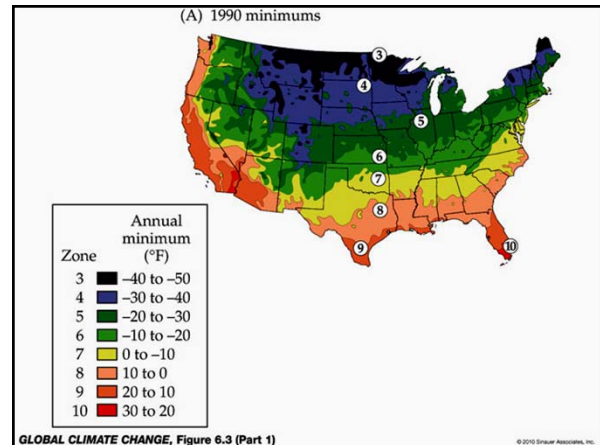 (A) 1990 minimums
3
4
5
6
7
8
9
10
Annual
minimum
Zone (°F)
3 –40 to –50
4 –30 to –40
5 –20 to –30
6 –10 to –20
7 0 to –10
8 10 to 0
9 20 to 10
10 30 to 20
GLOBAL CLIMATE CHANGE, Figure 6.3 (Part 1)
© 2010 Sinauer Associates, Inc.